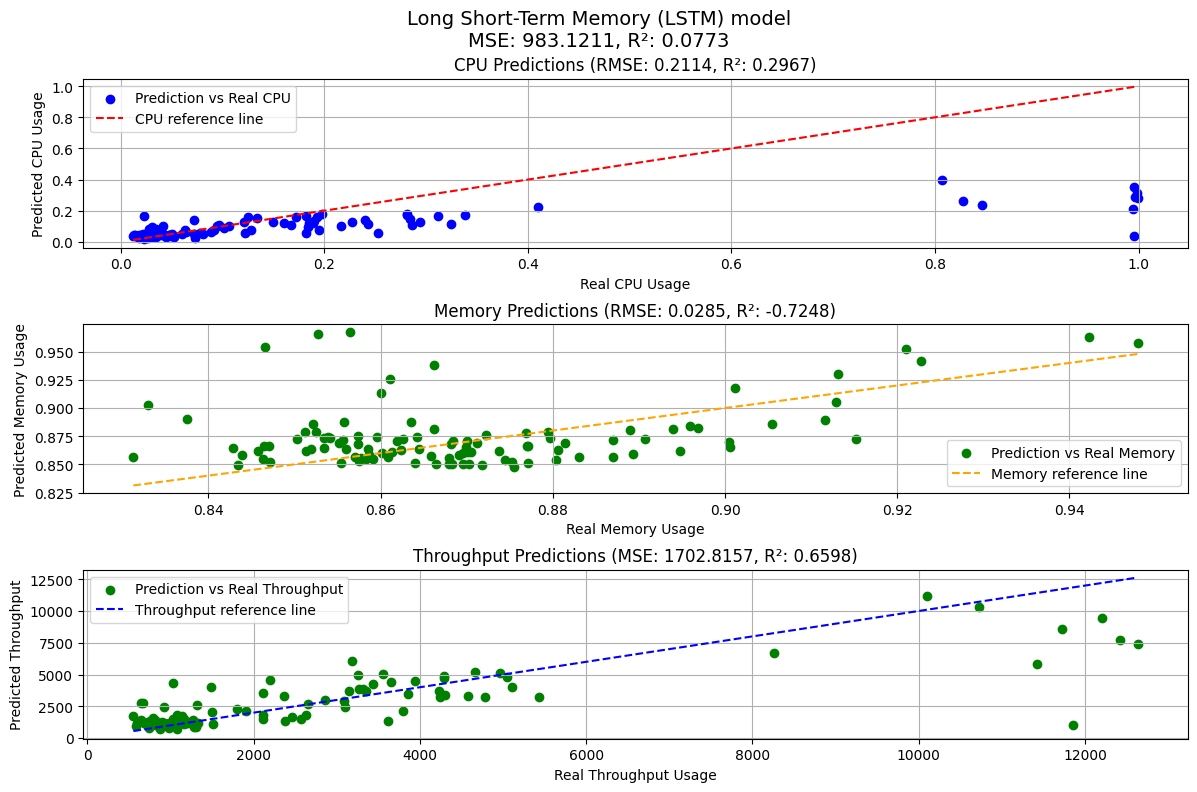 Long Short-Term Memory (LSTM) model
MSE: 983.1211, R²: 0.0773
CPU Predictions (RMSE: 0.2114, R²: 0.2967)
Predicted CPU Usage
1.0
0.8
0.6
0.4
0.2
0.0
Prediction vs Real CPU
CPU reference line
0.0 0.2 0.4 0.6 0.8 1.0
Real CPU Usage
Memory Predictions (RMSE: 0.0285, R²: -0.7248)
Predicted Memory Usage
0.950
0.925
0.900
0.875
0.850
0.825
Prediction vs Real Memory
Memory reference line
0.84 0.86 0.88 0.90 0.92 0.94
Real Memory Usage
Throughput Predictions (MSE: 1702.8157, R²: 0.6598)
Predicted Throughput
12500
10000
7500
5000
2500
0
Prediction vs Real Throughput
Throughput reference line
0 2000 4000 6000 8000 10000 12000
Real Throughput Usage